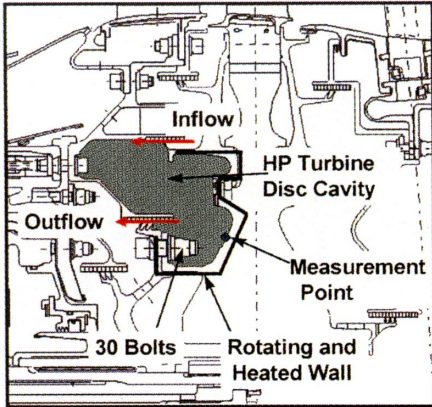 Inflow
HP Turbine
Disc Cavity
Outflow
Measurement
Point
30 Bolts
Rotating and
Heated Wall